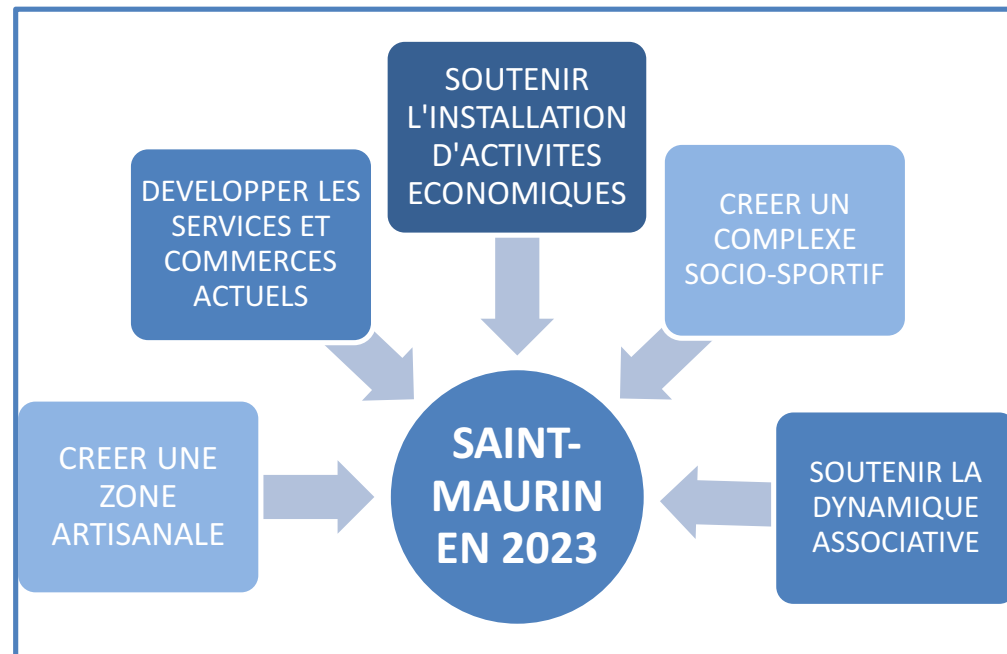 SOUTENIR
L'INSTALLATION
D'ACTIVITES
ECONOMIQUES
DEVELOPPER LES
SERVICES ET
COMMERCES
ACTUELS
CREER UN
COMPLEXE
SOCIO-SPORTIF
CREER UNE
ZONE
ARTISANALE
SAINT-
MAURIN
EN 2023
SOUTENIR LA
DYNAMIQUE
ASSOCIATIVE